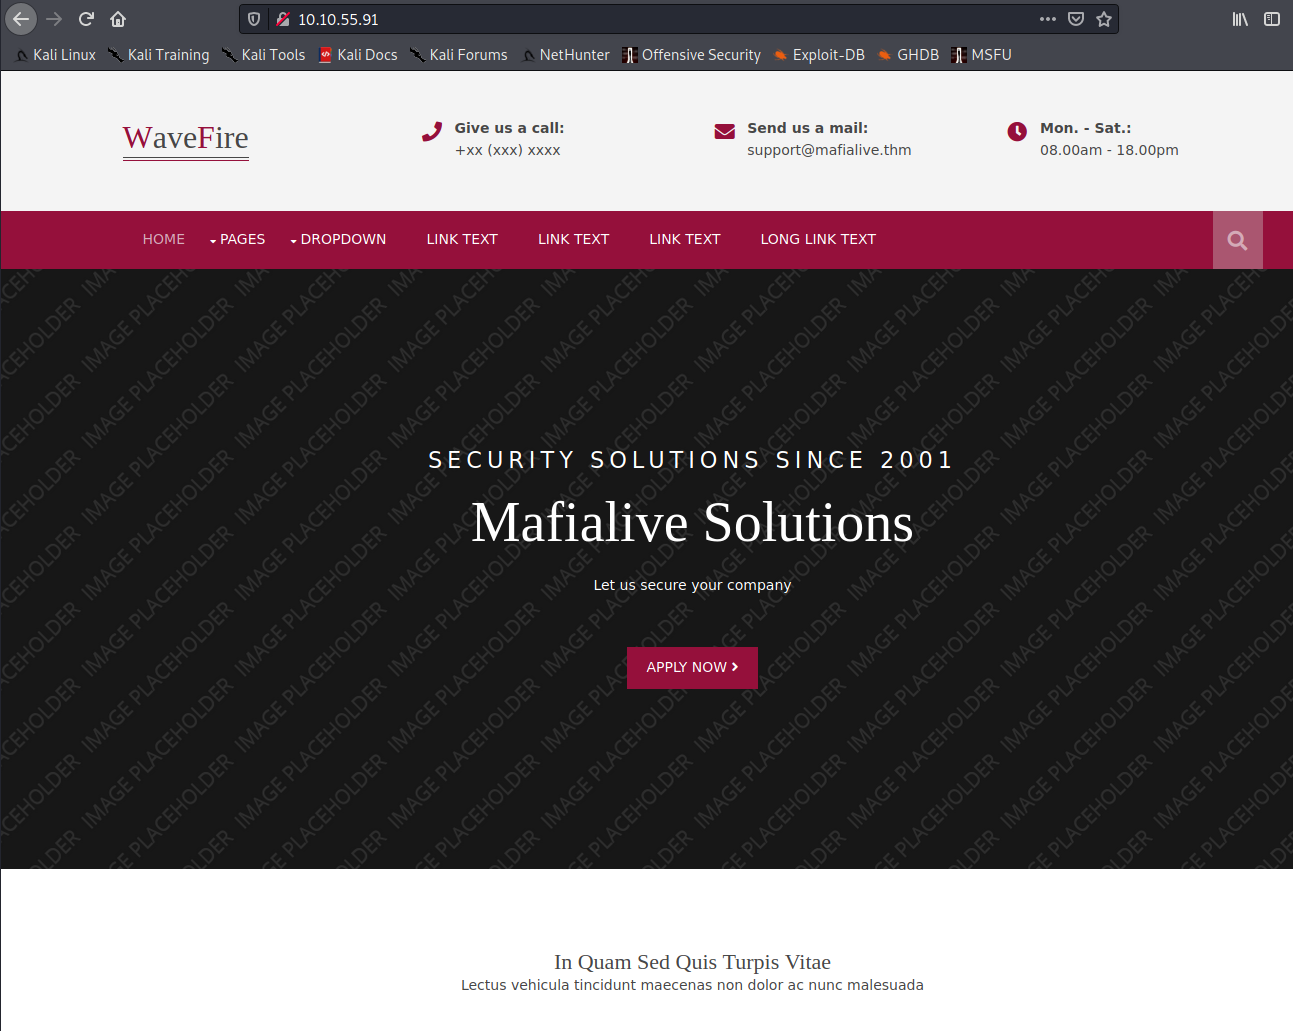 10.10.55.91
Kali Linux Kali Training Kali Tools Kali Docs Kali Forums NetHunter Offensive Security Exploit-DB GHDB MSFU
WaveFire
Give us a call:
+xx (xxx) xxxx
Send us a mail:
support@mafialive.thm
Mon. - Sat.:
08.00am - 18.00pm
HOME PAGES DROPDOWN LINK TEXT LINK TEXT LINK TEXT LONG LINK TEXT
IMAGE PLACEHOLDER
SECURITY SOLUTIONS SINCE 2001
Mafialive Solutions
Let us secure your company
APPLY NOW
In Quam Sed Quis Turpis Vitae
Lectus vehicula tincidunt maecenas non dolor ac nunc malesuada